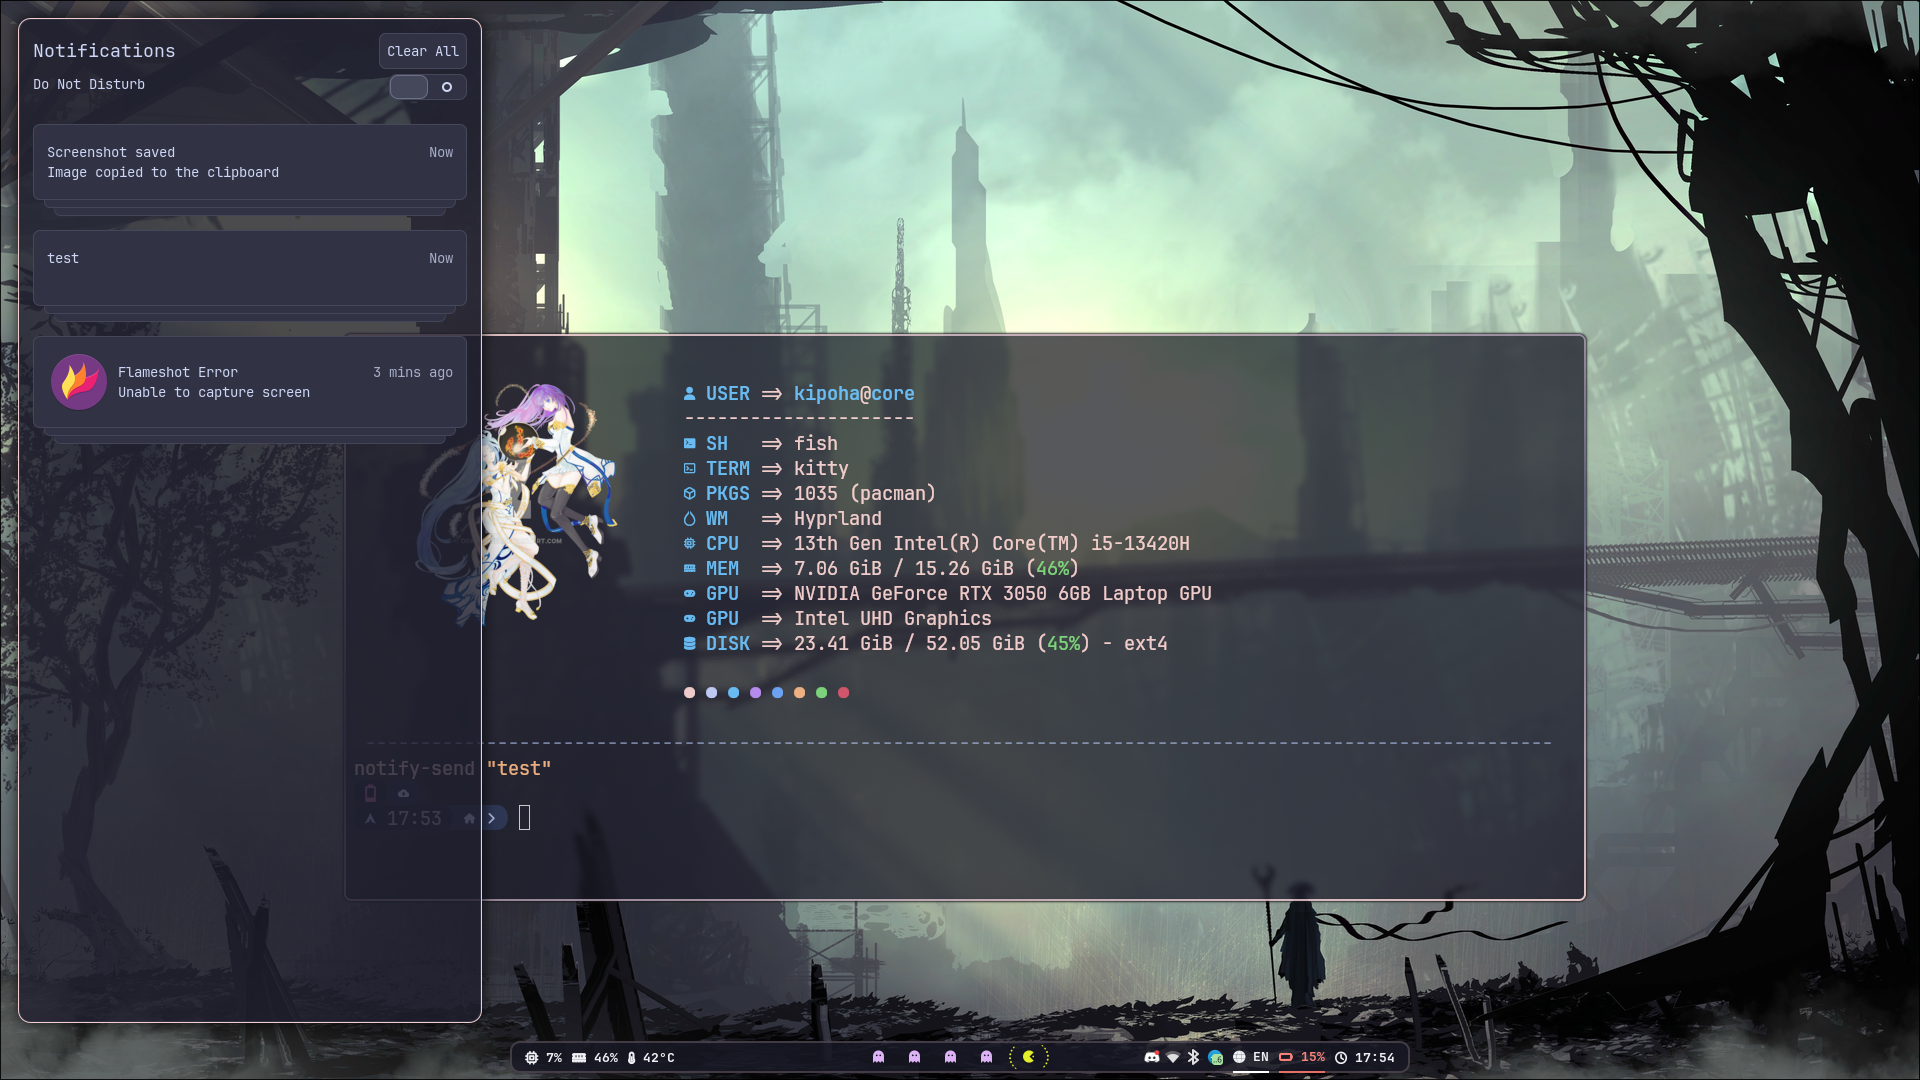 Notifications
Clear All
Do Not Disturb
Screenshot saved
Now
Image copied to the clipboard
test
Now
Flameshot Error
3 mins ago
Unable to capture screen
USER => kipoha@core
---------------------
SH => fish
TERM => kitty
PKGS => 1035 (pacman)
WM => Hyprland
CPU => 13th Gen Intel(R) Core(TM) i5-13420H
MEM => 7.06 GiB / 15.26 GiB (46%)
GPU => NVIDIA GeForce RTX 3050 6GB Laptop GPU
GPU => Intel UHD Graphics
DISK => 23.41 GiB / 52.05 GiB (45%) - ext4
notify-send "test"
17:53
7% 46% 42°C
EN 15% 17:54